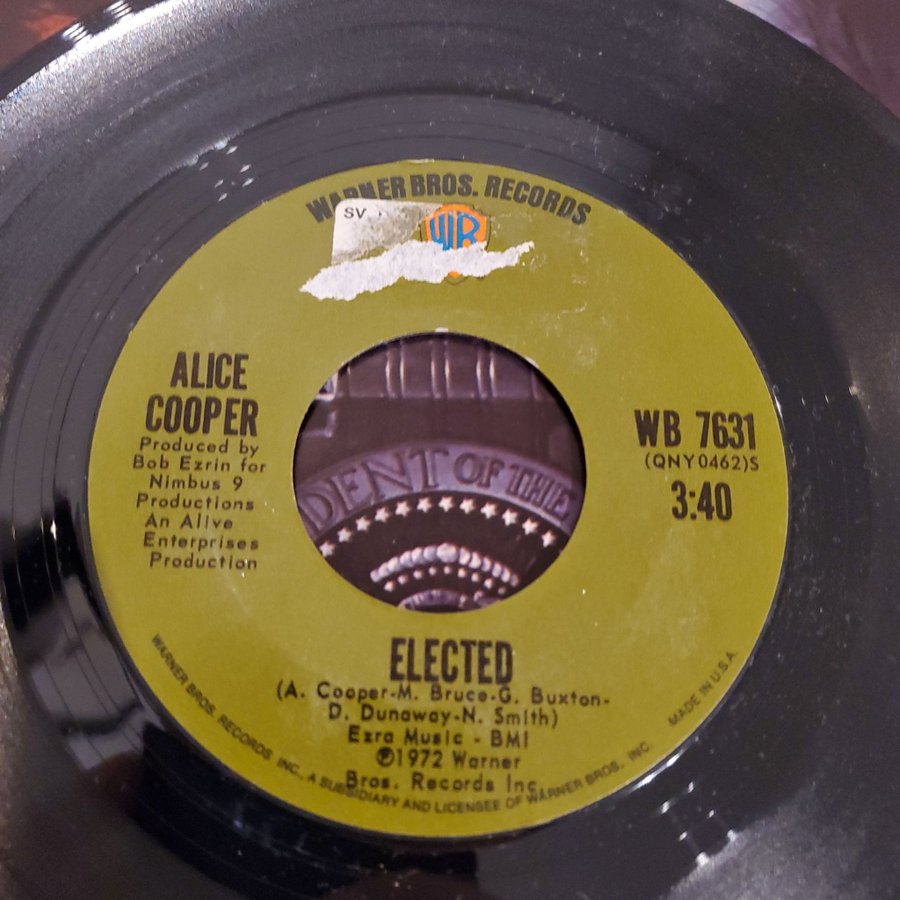 WARNER BROS. RECORDS
SV
WB
ALICE
COOPER
Produced by
Bob Ezrin for
Nimbus 9
Productions
An Alive
Enterprises
Production
WB 7631
(QNY0462)S
3:40
DENT OF THE
ELECTED
(A. Cooper-M. Bruce-G. Buxton-
D. Dunaway-N. Smith)
Ezra Music - BMI
℗1972 Warner
Bros. Records Inc.
WARNER BROS. RECORDS INC., A SUBSIDIARY AND LICENSEE OF WARNER BROS. INC.
MADE IN U.S.A.